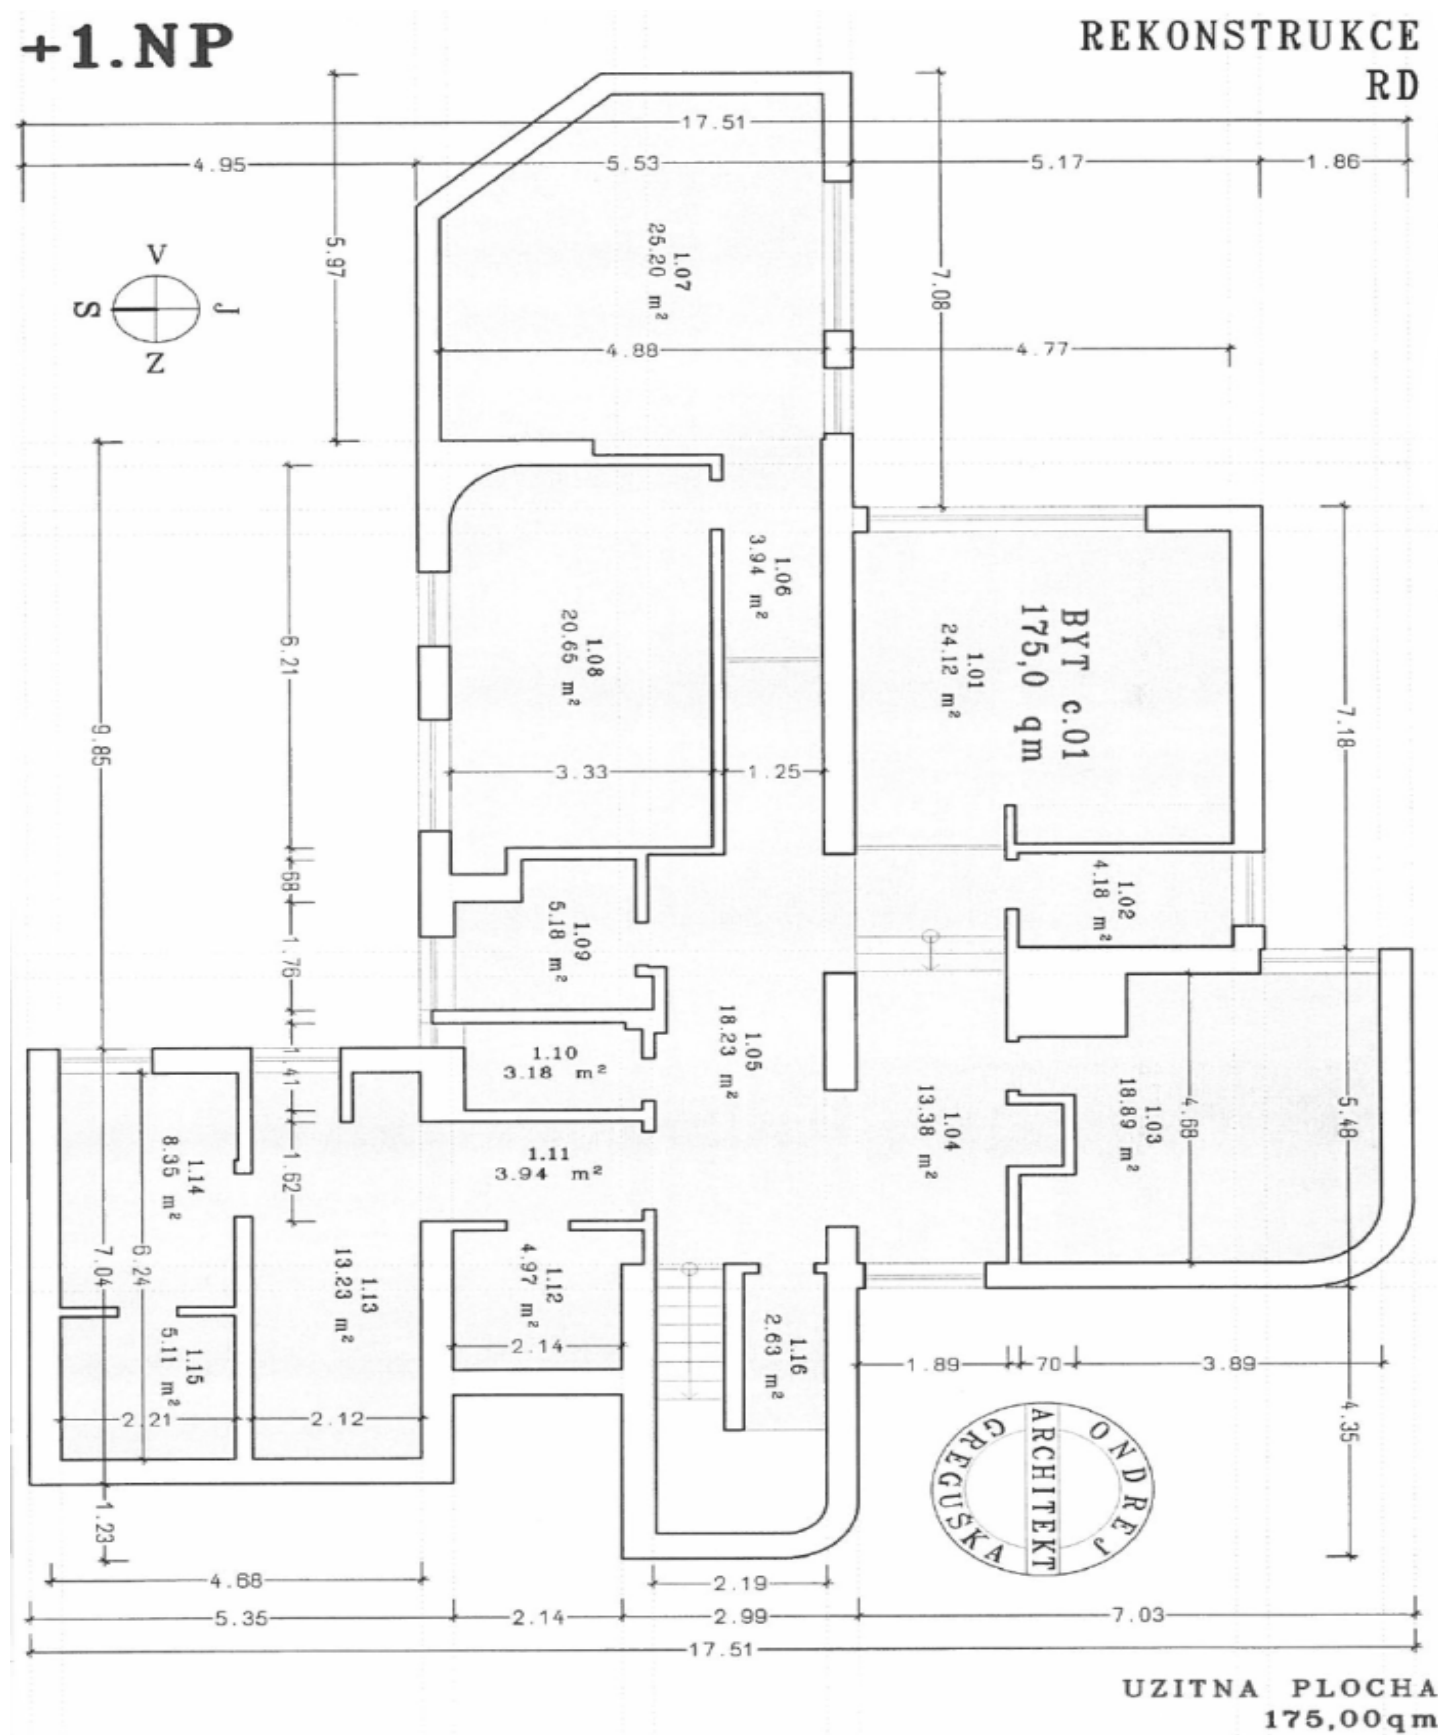 +1.NP
REKONSTRUKCE
RD
17.51
4.95
5.53
5.17
1.86
V
S
J
Z
5.97
7.08
1.07
25.20 m²
4.88
4.77
1.06
3.94 m²
BYT c.01
175,0 qm
1.01
24.12 m²
1.08
20.65 m²
6.21
9.85
7.18
3.33
1.25
1.02
4.18 m²
68
1.09
5.18 m²
1.76
1.05
18.23 m²
1.10
3.18 m²
1.41
1.04
13.38 m²
1.03
18.89 m²
4.68
5.48
1.11
3.94 m²
1.14
8.35 m²
1.62
7.04
6.24
1.13
13.23 m²
1.12
4.97 m²
2.14
1.15
5.11 m²
1.16
2.63 m²
1.89
70
3.89
2.21
2.12
4.35
ONDREJ
ARCHITEKT
GREGUSKA
1.23
4.68
2.19
5.35
2.14
2.99
7.03
17.51
UZITNA PLOCHA
175,00qm